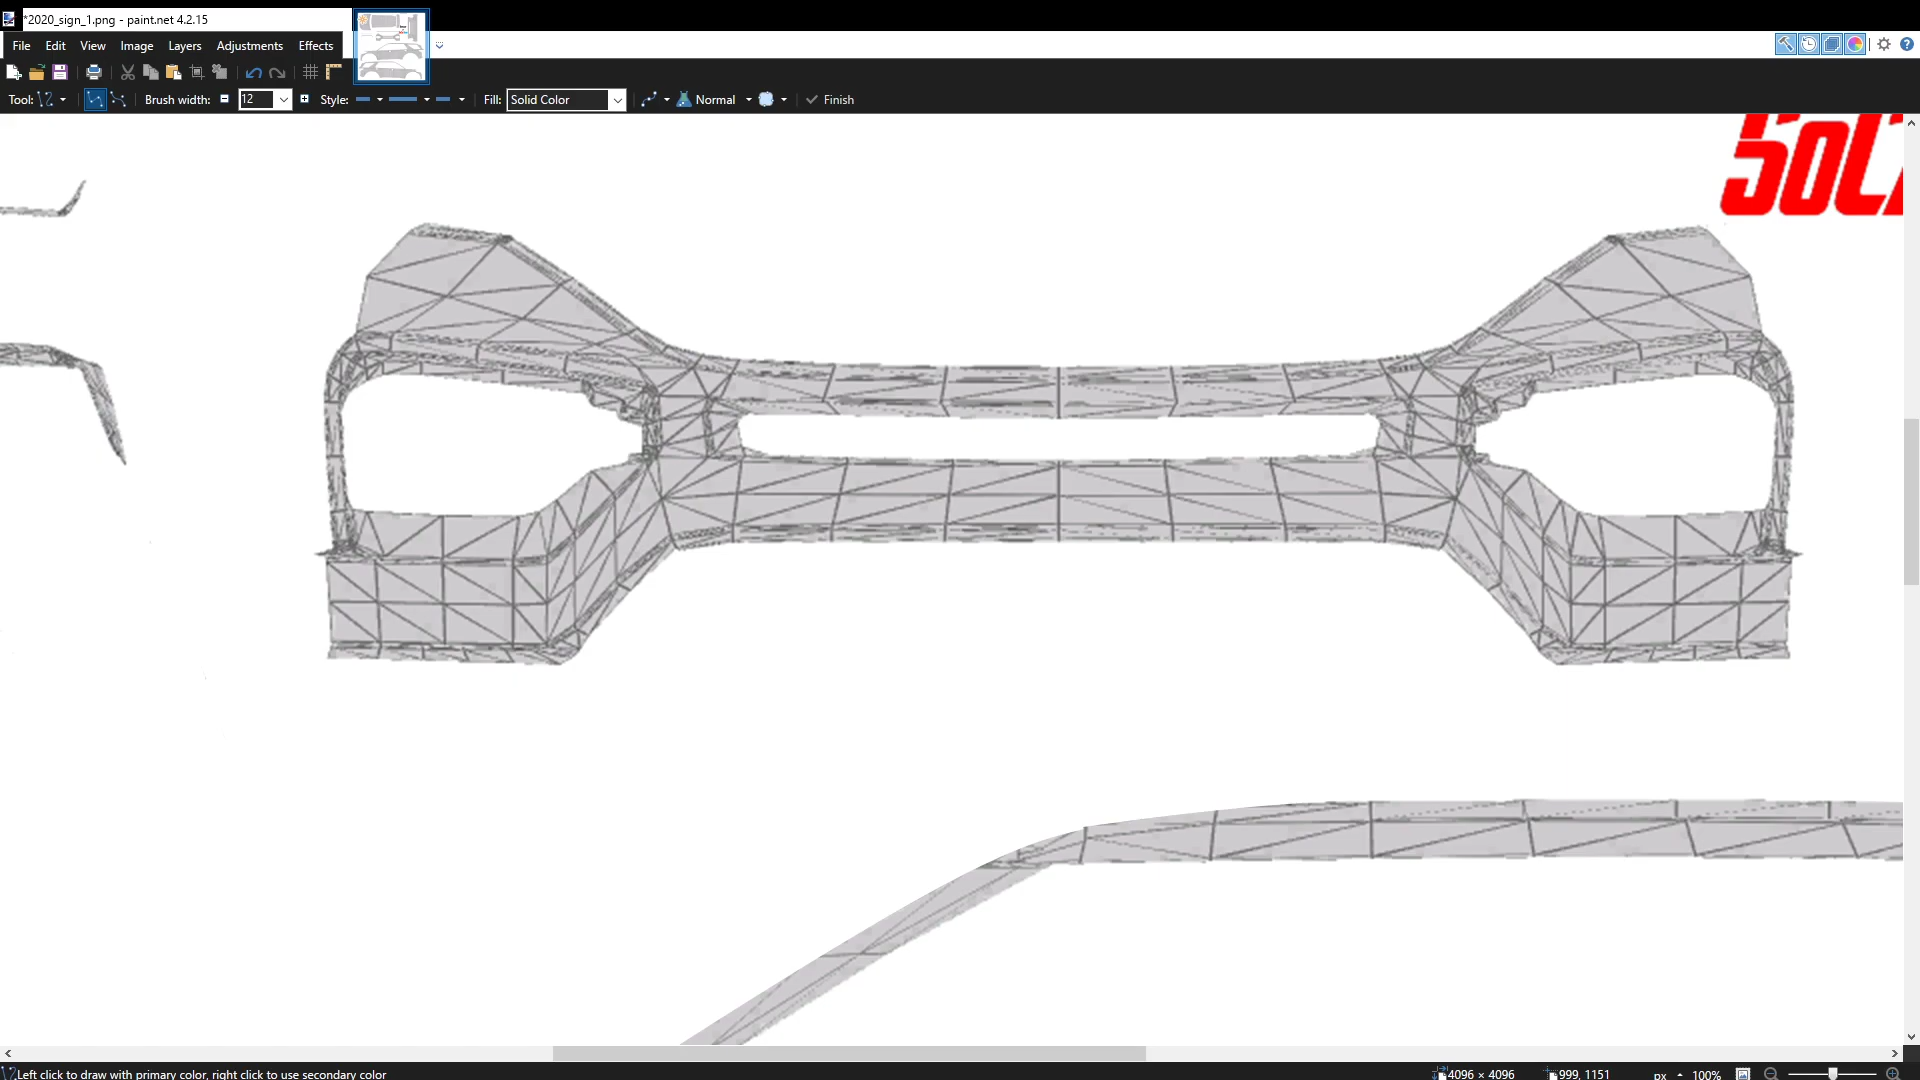 *2020_sign_1.png - paint.net 4.2.15
File Edit View Image Layers Adjustments Effects
Tool: Brush width: 12 Style: Fill: Solid Color Normal Finish
Left click to draw with primary color, right click to use secondary color 4096 × 4096 999, 1151 px 100%